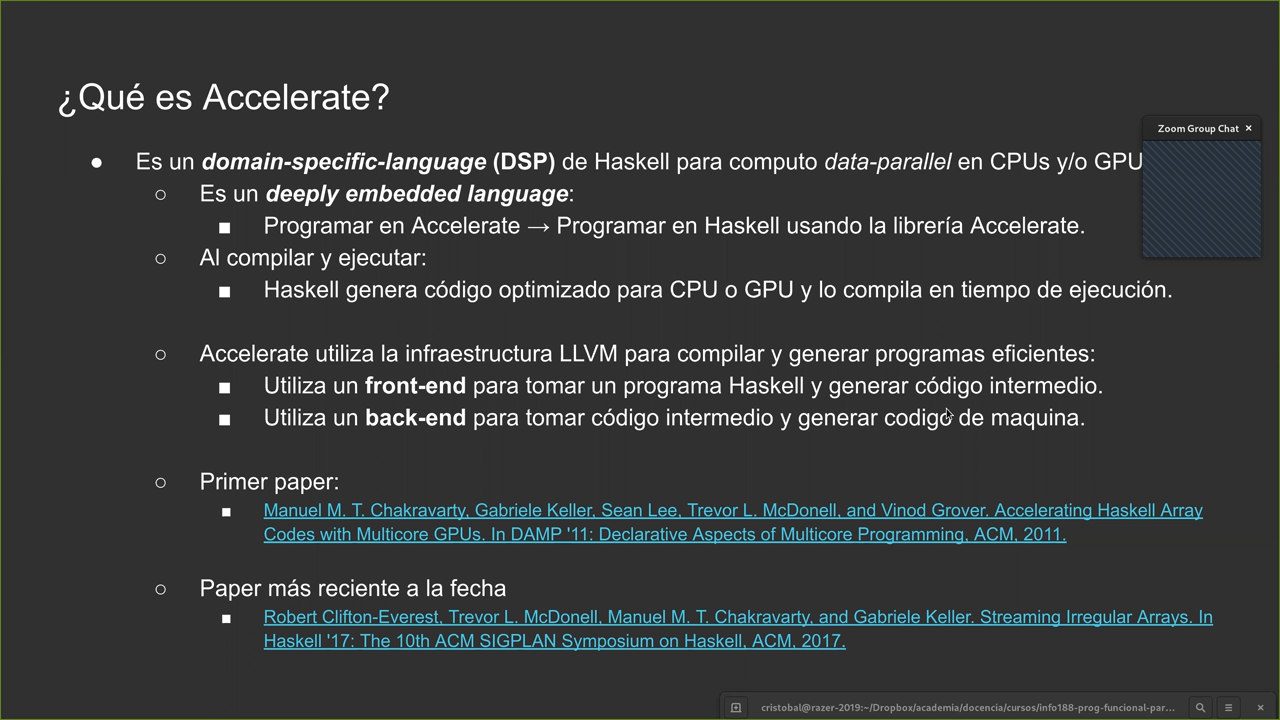 ¿Qué es Accelerate?
● Es un domain-specific-language (DSP) de Haskell para computo data-parallel en CPUs y/o GPU
○ Es un deeply embedded language:
■ Programar en Accelerate → Programar en Haskell usando la librería Accelerate.
○ Al compilar y ejecutar:
■ Haskell genera código optimizado para CPU o GPU y lo compila en tiempo de ejecución.
○ Accelerate utiliza la infraestructura LLVM para compilar y generar programas eficientes:
■ Utiliza un front-end para tomar un programa Haskell y generar código intermedio.
■ Utiliza un back-end para tomar código intermedio y generar codigo de maquina.
○ Primer paper:
■ Manuel M. T. Chakravarty, Gabriele Keller, Sean Lee, Trevor L. McDonell, and Vinod Grover. Accelerating Haskell Array
Codes with Multicore GPUs. In DAMP '11: Declarative Aspects of Multicore Programming, ACM, 2011.
○ Paper más reciente a la fecha
■ Robert Clifton-Everest, Trevor L. McDonell, Manuel M. T. Chakravarty, and Gabriele Keller. Streaming Irregular Arrays. In
Haskell '17: The 10th ACM SIGPLAN Symposium on Haskell, ACM, 2017.
Zoom Group Chat ×
cristobal@razer-2019:~/Dropbox/academia/docencia/cursos/info188-prog-funcional-par...